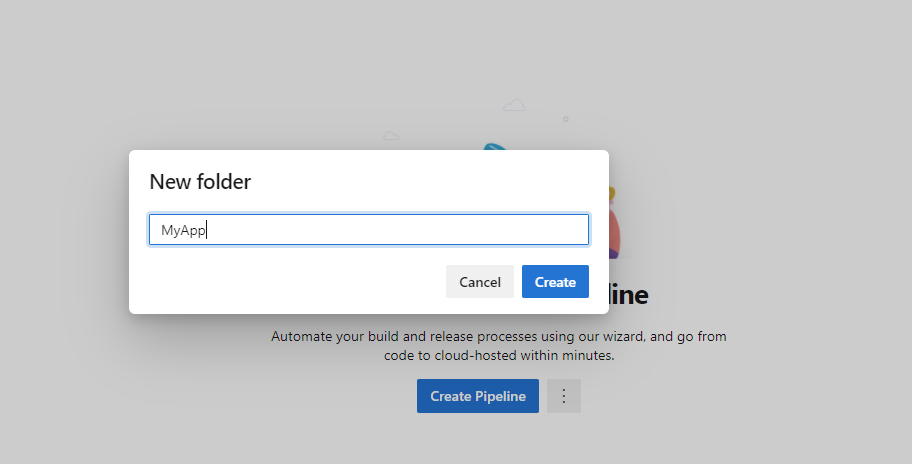 New folder
MyApp
Cancel
Create
line
Automate your build and release processes using our wizard, and go from
code to cloud-hosted within minutes.
Create Pipeline